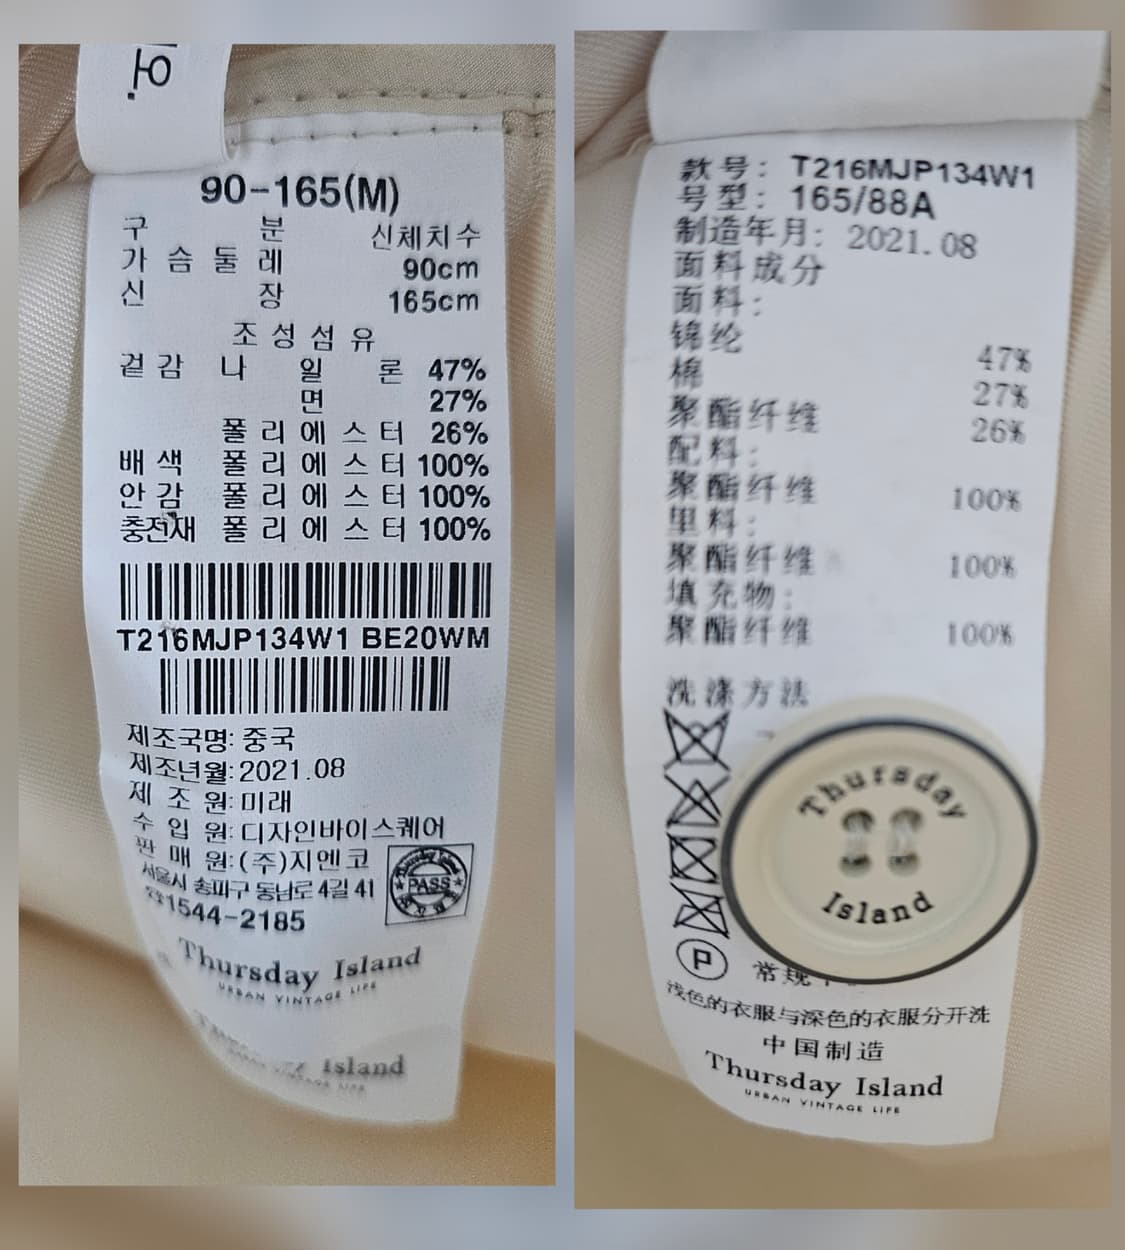 요.
90-165(M)
구 분 신체치수
가슴둘레 90cm
신 장 165cm
조성섬유
겉감 나 일 론 47%
면 27%
폴리에스터 26%
배색 폴리에스터 100%
안감 폴리에스터 100%
충전재 폴리에스터 100%
T216MJP134W1 BE20WM
제조국명: 중국
제조년월: 2021.08
제 조 원: 미래
수 입 원: 디자인바이스퀘어
판 매 원: (주)지엔코
서울시 송파구 동남로 4길 41
☎1544-2185
Thursday Island
PASS
Thursday Island
URBAN VINTAGE LIFE
Island
款号: T216MJP134W1
号型: 165/88A
制造年月: 2021.08
面料成分
面料:
锦纶 47%
棉 27%
聚酯纤维 26%
配料:
聚酯纤维 100%
里料:
聚酯纤维 100%
填充物:
聚酯纤维 100%
洗涤方法
Thursday
Island
P 常规
浅色的衣服与深色的衣服分开洗
中国制造
Thursday Island
URBAN VINTAGE LIFE